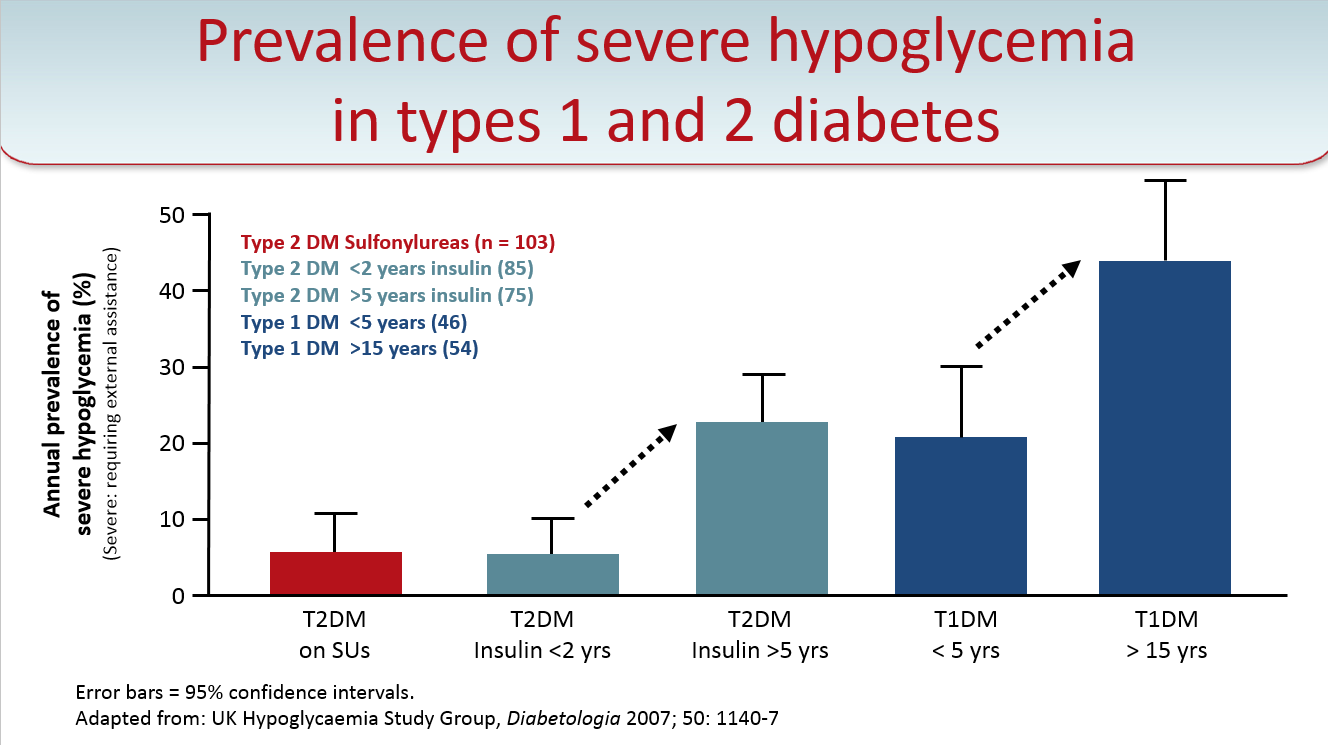 Prevalence of severe hypoglycemia
in types 1 and 2 diabetes
Annual prevalence of
severe hypoglycemia (%)
(Severe: requiring external assistance)
50
40
30
20
10
0
Type 2 DM Sulfonylureas (n = 103)
Type 2 DM <2 years insulin (85)
Type 2 DM >5 years insulin (75)
Type 1 DM <5 years (46)
Type 1 DM >15 years (54)
T2DM
on SUs
T2DM
Insulin <2 yrs
T2DM
Insulin >5 yrs
T1DM
< 5 yrs
T1DM
> 15 yrs
Error bars = 95% confidence intervals.
Adapted from: UK Hypoglycaemia Study Group, Diabetologia 2007; 50: 1140-7